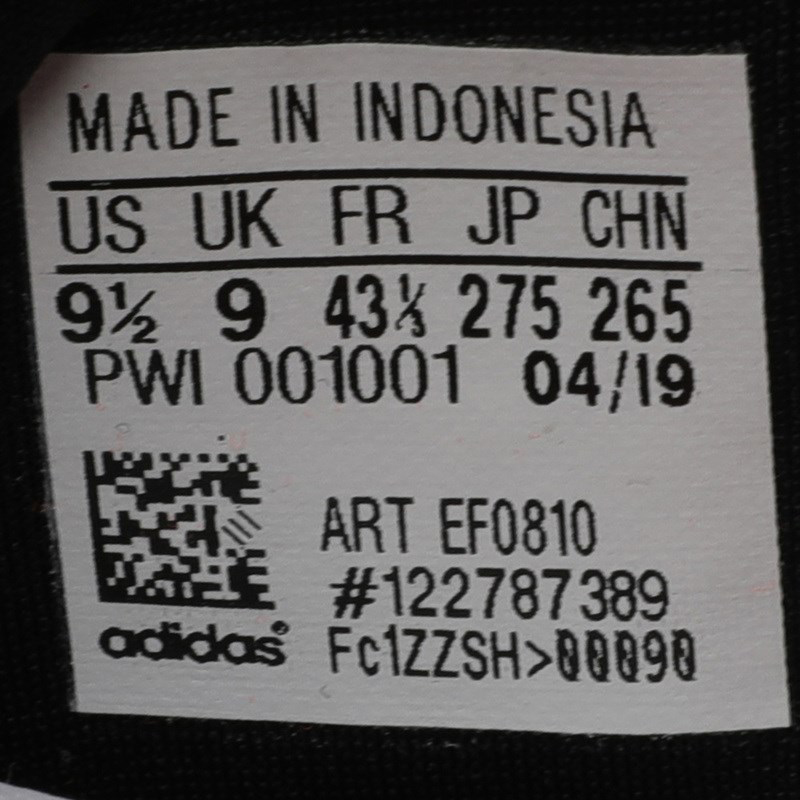 MADE IN INDONESIA
US UK FR JP CHN
9½ 9 43⅓ 275 265
PWI 001001 04/19
ART EF0810
#122787389
adidas®
Fc1ZZSH>00090